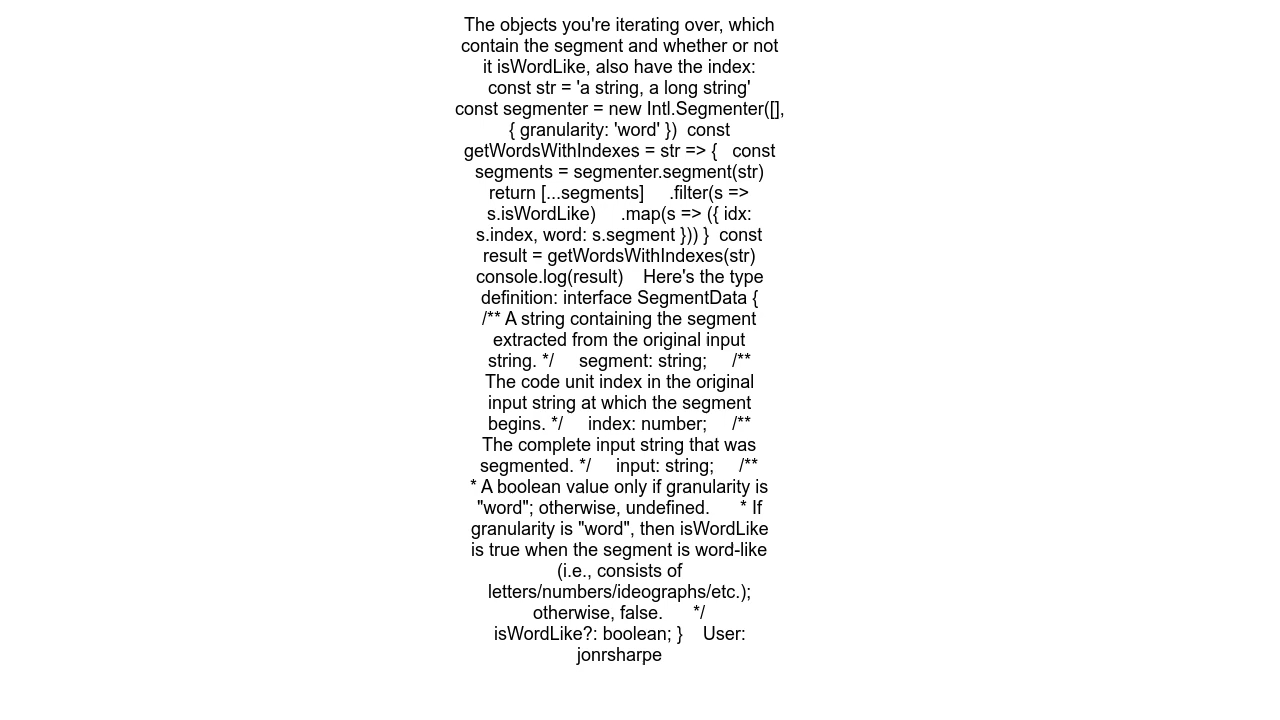 The objects you're iterating over, which
contain the segment and whether or not
it isWordLike, also have the index:
const str = 'a string, a long string'
const segmenter = new Intl.Segmenter([],
{ granularity: 'word' })  const
getWordsWithIndexes = str => {   const
segments = segmenter.segment(str)
return [...segments]     .filter(s =>
s.isWordLike)     .map(s => ({ idx:
s.index, word: s.segment })) }  const
result = getWordsWithIndexes(str)
console.log(result)    Here's the type
definition: interface SegmentData {
/** A string containing the segment
extracted from the original input
string. */     segment: string;     /**
The code unit index in the original
input string at which the segment
begins. */     index: number;     /**
The complete input string that was
segmented. */     input: string;     /**
* A boolean value only if granularity is
"word"; otherwise, undefined.      * If
granularity is "word", then isWordLike
is true when the segment is word-like
(i.e., consists of
letters/numbers/ideographs/etc.);
otherwise, false.      */
isWordLike?: boolean; }    User:
jonrsharpe